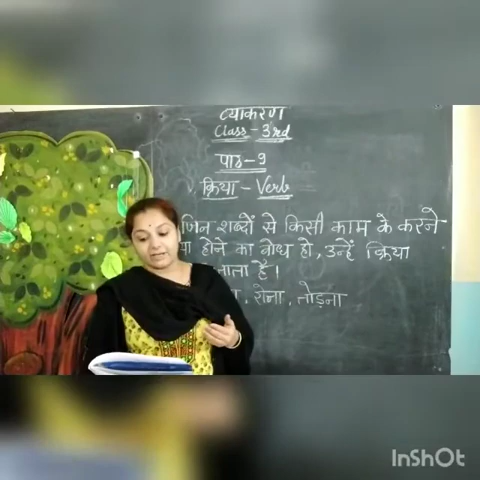 व्याकरण
Class - 3rd
पाठ-9
क्रिया - Verb
जिन शब्दों से किसी काम के करने
या होने का बोध हो, उन्हें क्रिया
है।
रोना, तोड़ना
InShOt